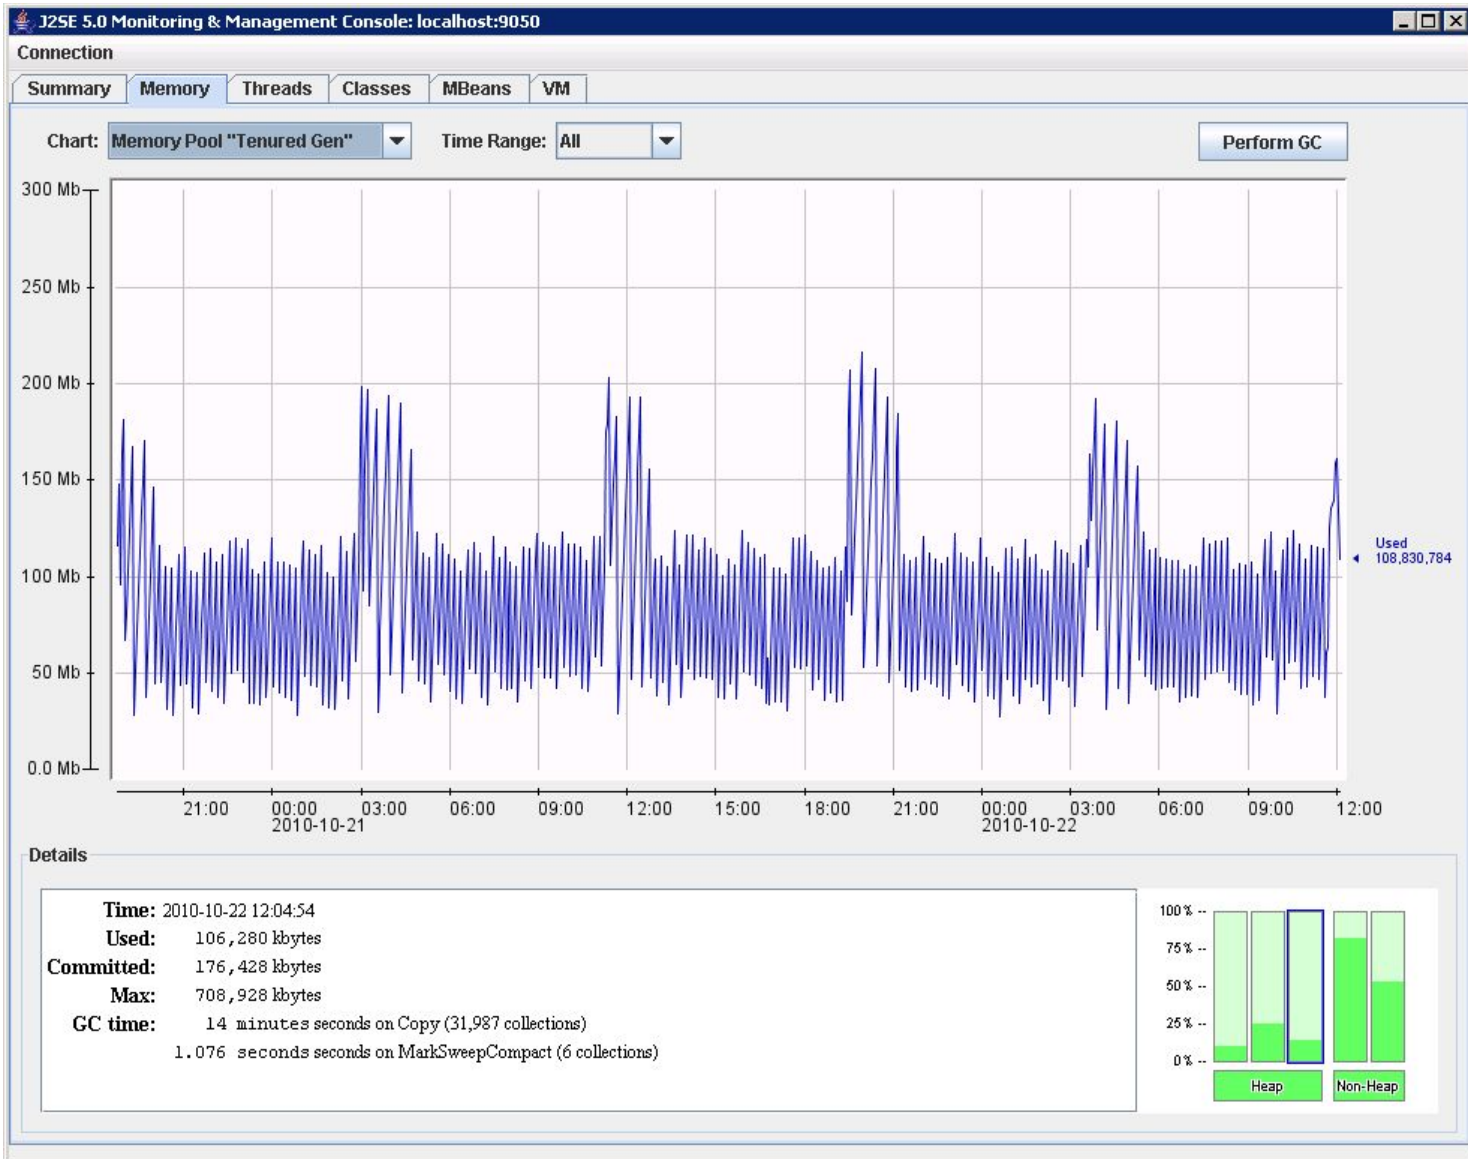 J2SE 5.0 Monitoring & Management Console: localhost:9050
Connection
Summary Memory Threads Classes MBeans VM
Chart: Memory Pool "Tenured Gen" Time Range: All Perform GC
300 Mb
250 Mb
200 Mb
150 Mb
100 Mb
50 Mb
0.0 Mb
Used
108,830,784
21:00 00:00 03:00 06:00 09:00 12:00 15:00 18:00 21:00 00:00 03:00 06:00 09:00 12:00
2010-10-21 2010-10-22
Details
Time: 2010-10-22 12:04:54
Used: 106,280 kbytes
Committed: 176,428 kbytes
Max: 708,928 kbytes
GC time: 14 minutes seconds on Copy (31,987 collections)
1.076 seconds seconds on MarkSweepCompact (6 collections)
100 % --
75 % --
50 % --
25 % --
0 % --
Heap Non-Heap